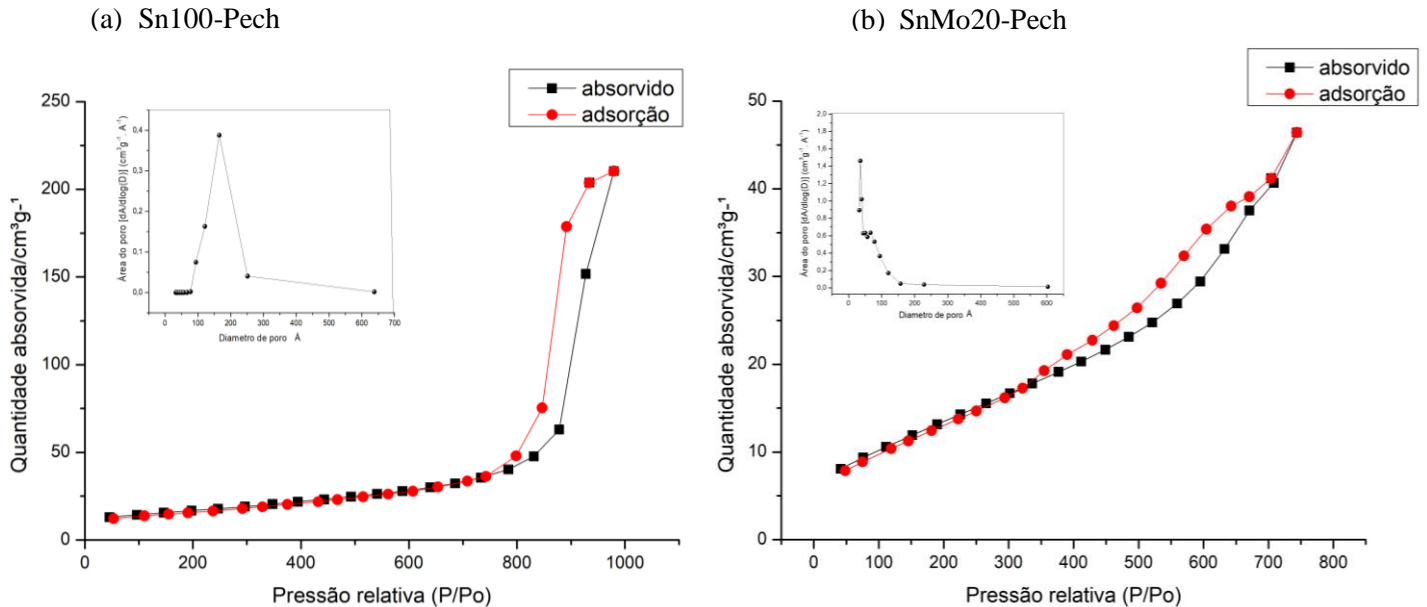 (a) Sn100-Pech
absorvido
adsorção
250
200
150
100
50
0
0 200 400 600 800 1000
Quantidade absorvida/cm³g⁻¹
Pressão relativa (P/Po)
0,4
0,3
0,2
0,1
0,0
0 100 200 300 400 500 600 700
Área do poro [dA/dlog(D)] (cm³g⁻¹. A⁻¹)
Diametro de poro Å
(b) SnMo20-Pech
absorvido
adsorção
50
40
30
20
10
0
0 100 200 300 400 500 600 700 800
Quantidade absorvida/cm³g⁻¹
Pressão relativa (P/Po)
2,0
1,8
1,6
1,4
1,2
1,0
0,8
0,6
0,4
0,2
0,0
0 100 200 300 400 500 600
Área do poro [dA/dlog(D)] (cm³g⁻¹. A⁻¹)
Diametro de poro Å